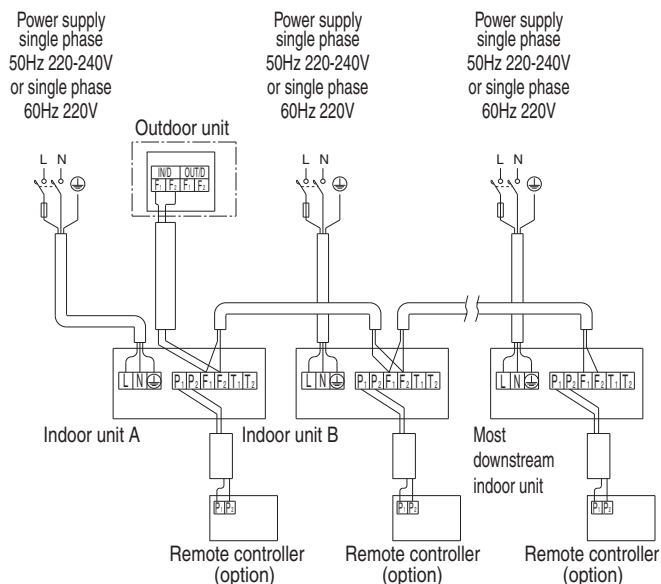 Power supply
single phase
50Hz 220-240V
or single phase
60Hz 220V
Power supply
single phase
50Hz 220-240V
or single phase
60Hz 220V
Power supply
single phase
50Hz 220-240V
or single phase
60Hz 220V
Outdoor unit
L N
L N
L N
IN/D OUT/D
F1 F2 F1 F2
L N
P1 P2 F1 F2 T1 T2
L N
P1 P2 F1 F2 T1 T2
L N
P1 P2 F1 F2 T1 T2
Indoor unit A
Indoor unit B
Most
downstream
indoor unit
P1 P2
P1 P2
P1 P2
Remote controller
(option)
Remote controller
(option)
Remote controller
(option)